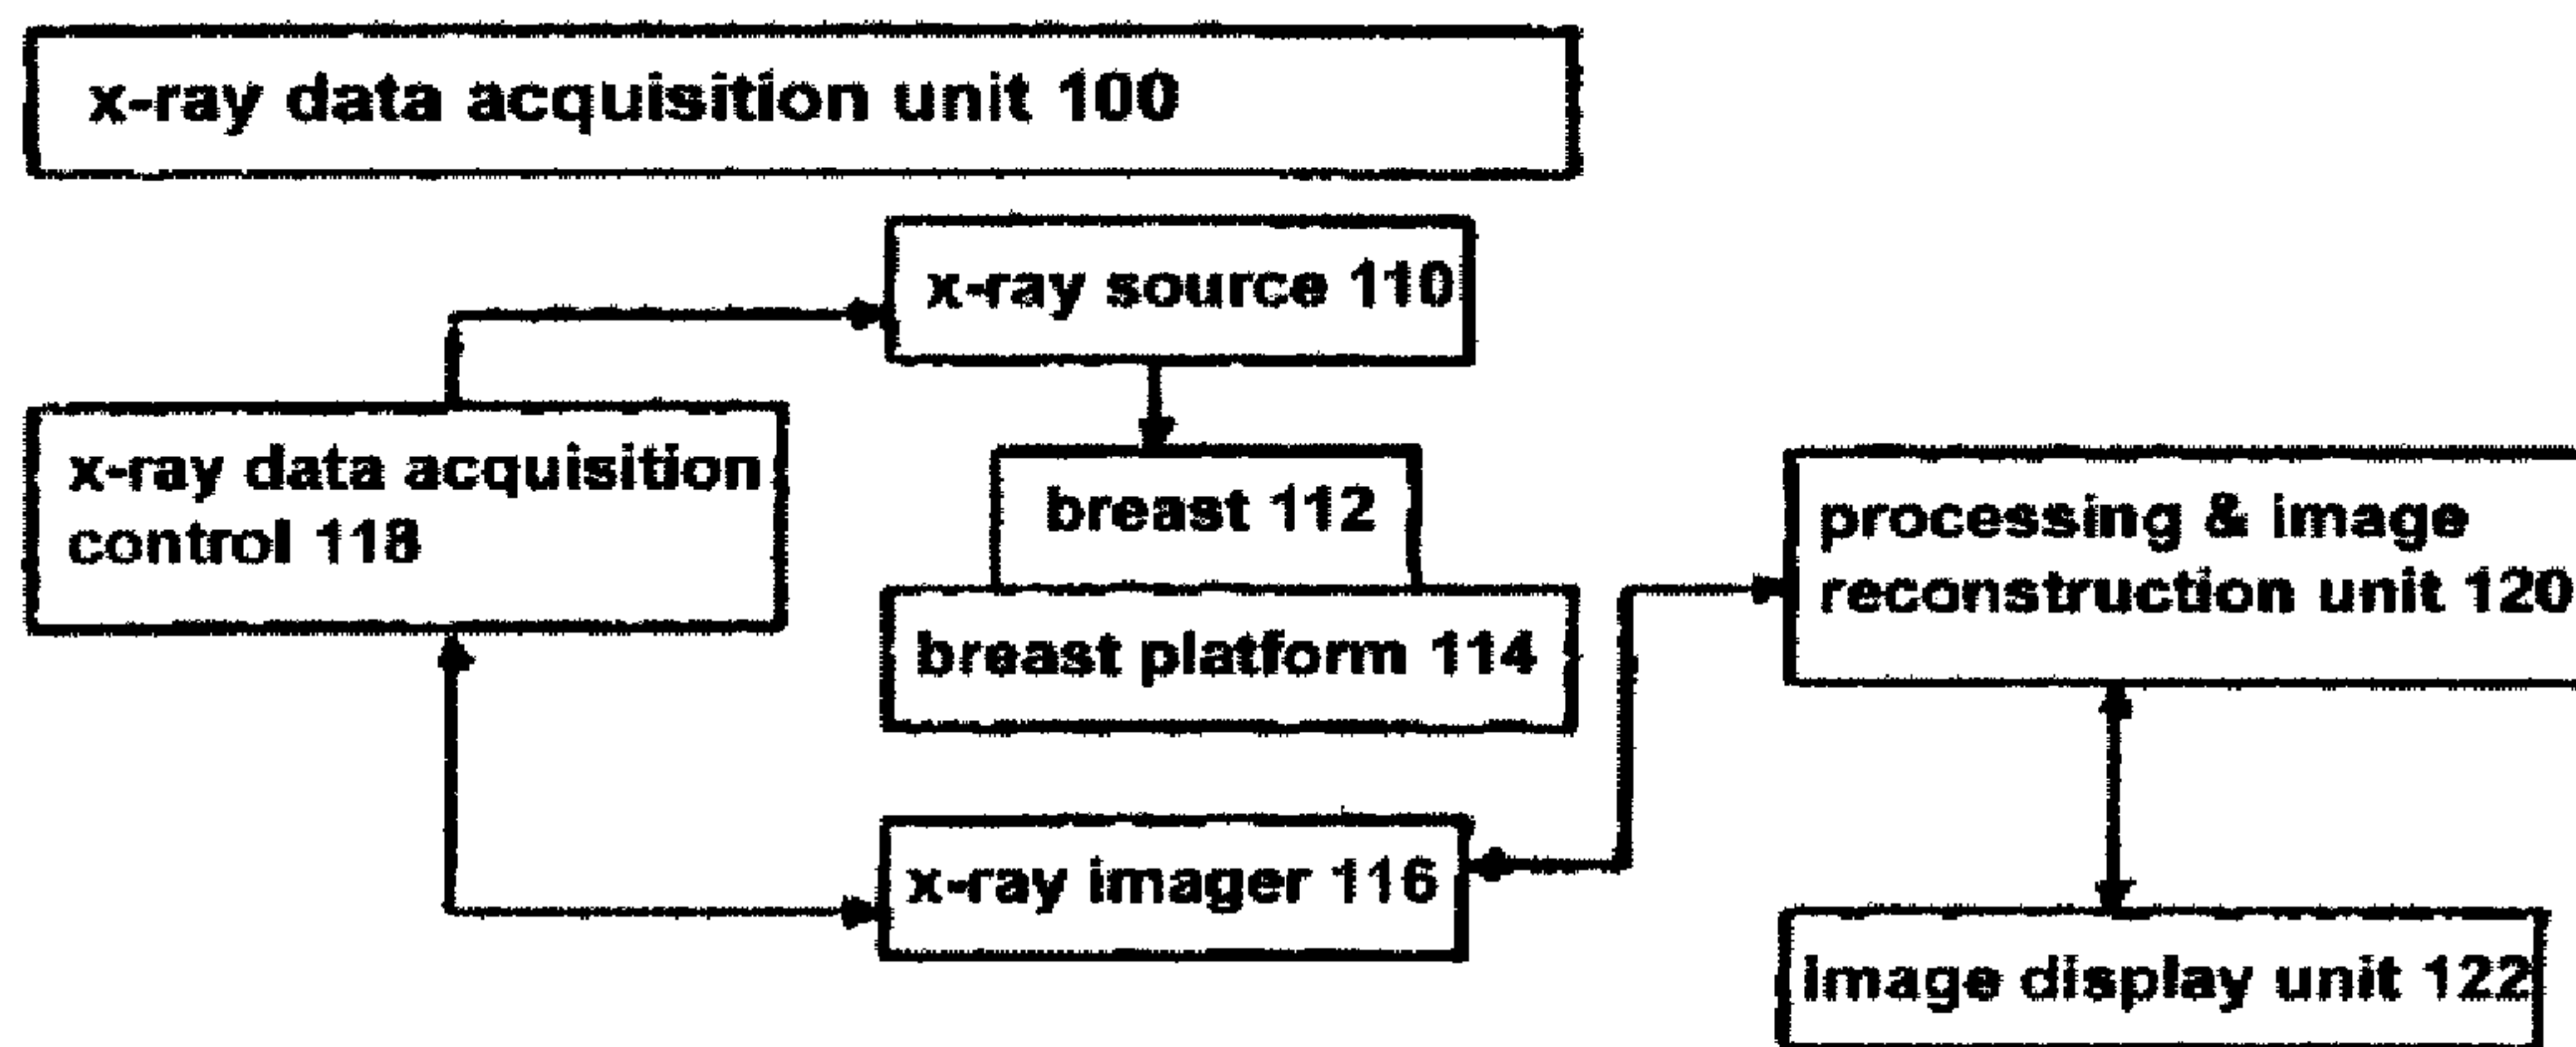 x-ray data acquisition unit 100
x-ray source 110
x-ray data acquisition
control 118
breast 112
breast platform 114
processing & image
reconstruction unit 120
x-ray imager 116
image display unit 122